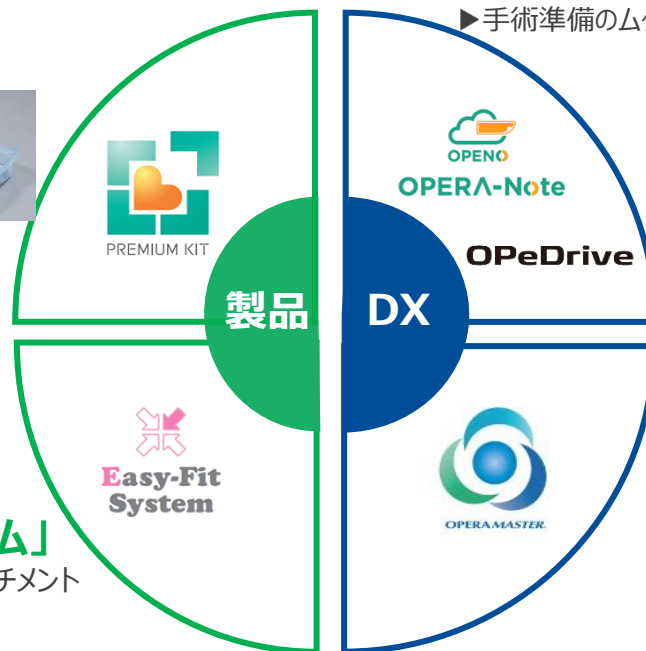 ▶手術準備のム
OPENO
OPERA-Note
PREMIUM KIT
OPeDrive
製品
DX
Easy-Fit
System
OPERAMASTER
ム」
チメント